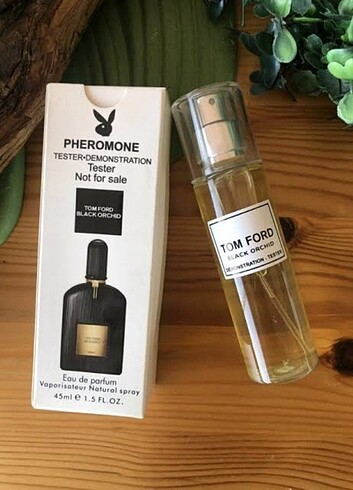 PHEROMONE
TESTER•DEMONSTRATION
Tester
Not for sale
TOM FORD
BLACK ORCHID
Eau de parfum
Vaporisateur Natural spray
45ml e 1.5 FL.OZ.
TOM FORD
BLACK ORCHID
DEMONSTRATION - TESTER